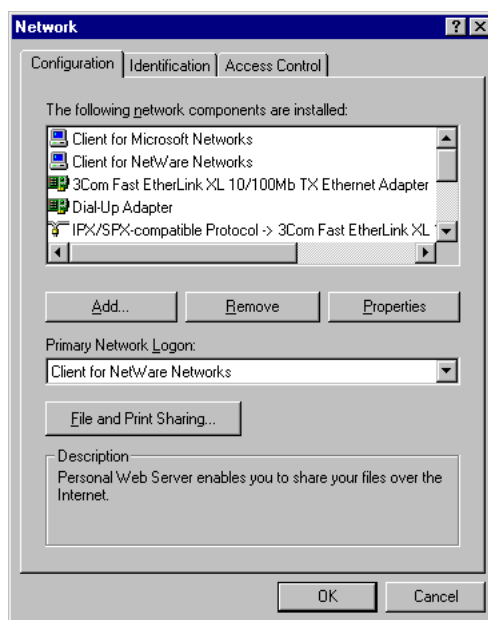 Network
Configuration
Identification
Access Control
The following network components are installed:
Client for Microsoft Networks
Client for NetWare Networks
3Com Fast EtherLink XL 10/100Mb TX Ethernet Adapter
Dial-Up Adapter
IPX/SPX-compatible Protocol -> 3Com Fast EtherLink XL
Add...
Remove
Properties
Primary Network Logon:
Client for NetWare Networks
File and Print Sharing...
Description
Personal Web Server enables you to share your files over the
Internet.
OK
Cancel